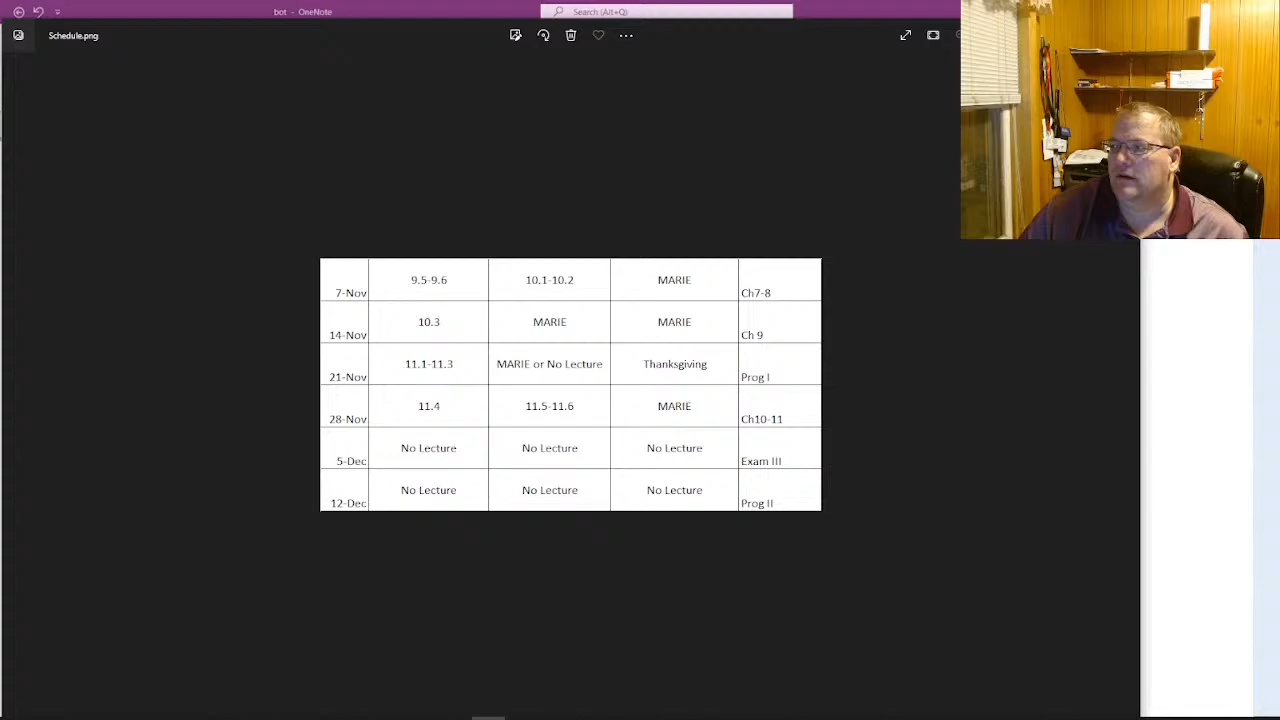 bot - OneNote
Search (Alt+Q)
Schedule.png
7-Nov 9.5-9.6 10.1-10.2 MARIE Ch7-8
14-Nov 10.3 MARIE MARIE Ch 9
21-Nov 11.1-11.3 MARIE or No Lecture Thanksgiving Prog I
28-Nov 11.4 11.5-11.6 MARIE Ch10-11
5-Dec No Lecture No Lecture No Lecture Exam III
12-Dec No Lecture No Lecture No Lecture Prog II